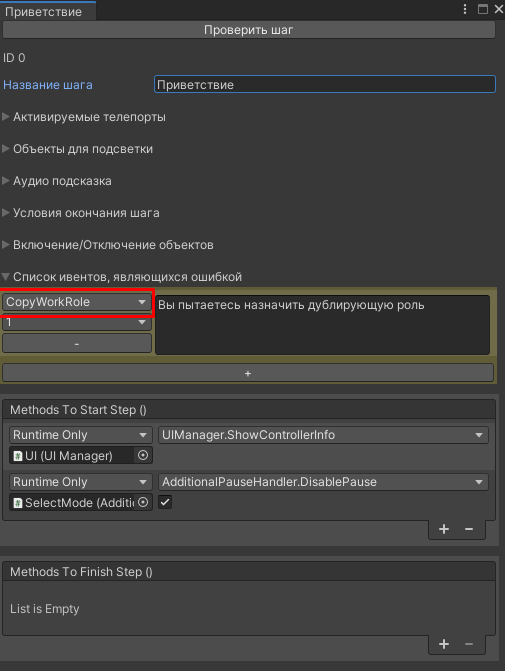 Приветствие
Проверить шаг
ID 0
Название шага Приветствие
Активируемые телепорты
Объекты для подсветки
Аудио подсказка
Условия окончания шага
Включение/Отключение объектов
Список ивентов, являющихся ошибкой
CopyWorkRole Вы пытаетесь назначить дублирующую роль
1
-
+
Methods To Start Step ()
Runtime Only UIManager.ShowControllerInfo
UI (UI Manager)
Runtime Only AdditionalPauseHandler.DisablePause
SelectMode (Additio
+ -
Methods To Finish Step ()
List is Empty
+ -